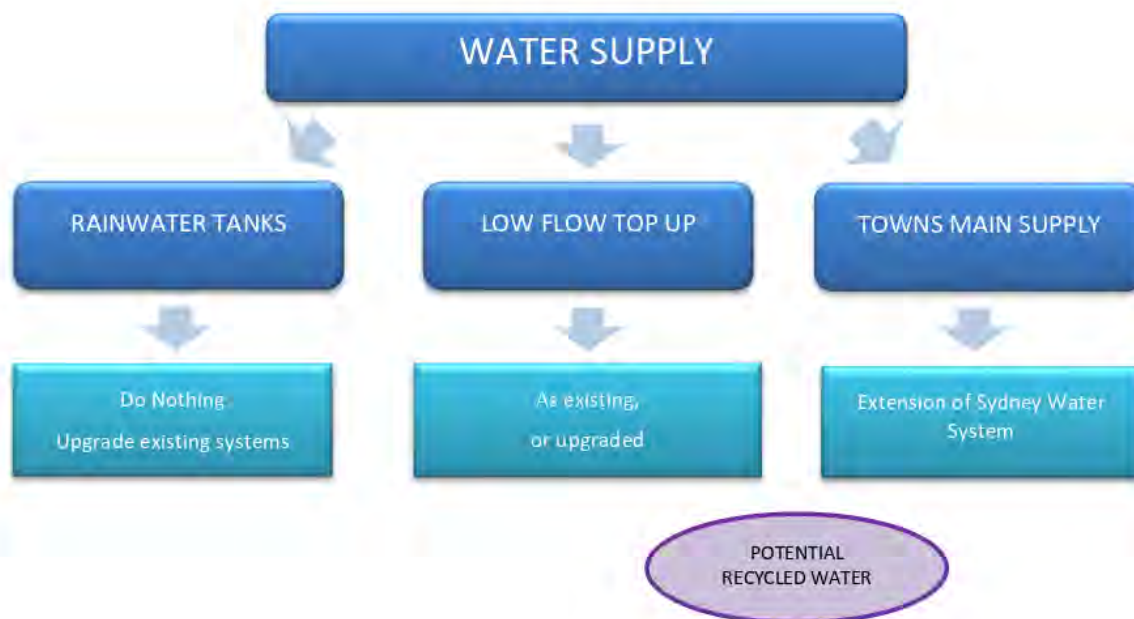 WATER SUPPLY
RAINWATER TANKS
LOW FLOW TOP UP
TOWNS MAIN SUPPLY
Do Nothing
Upgrade existing systems
As existing,
or upgraded
Extension of Sydney Water
System
POTENTIAL
RECYCLED WATER